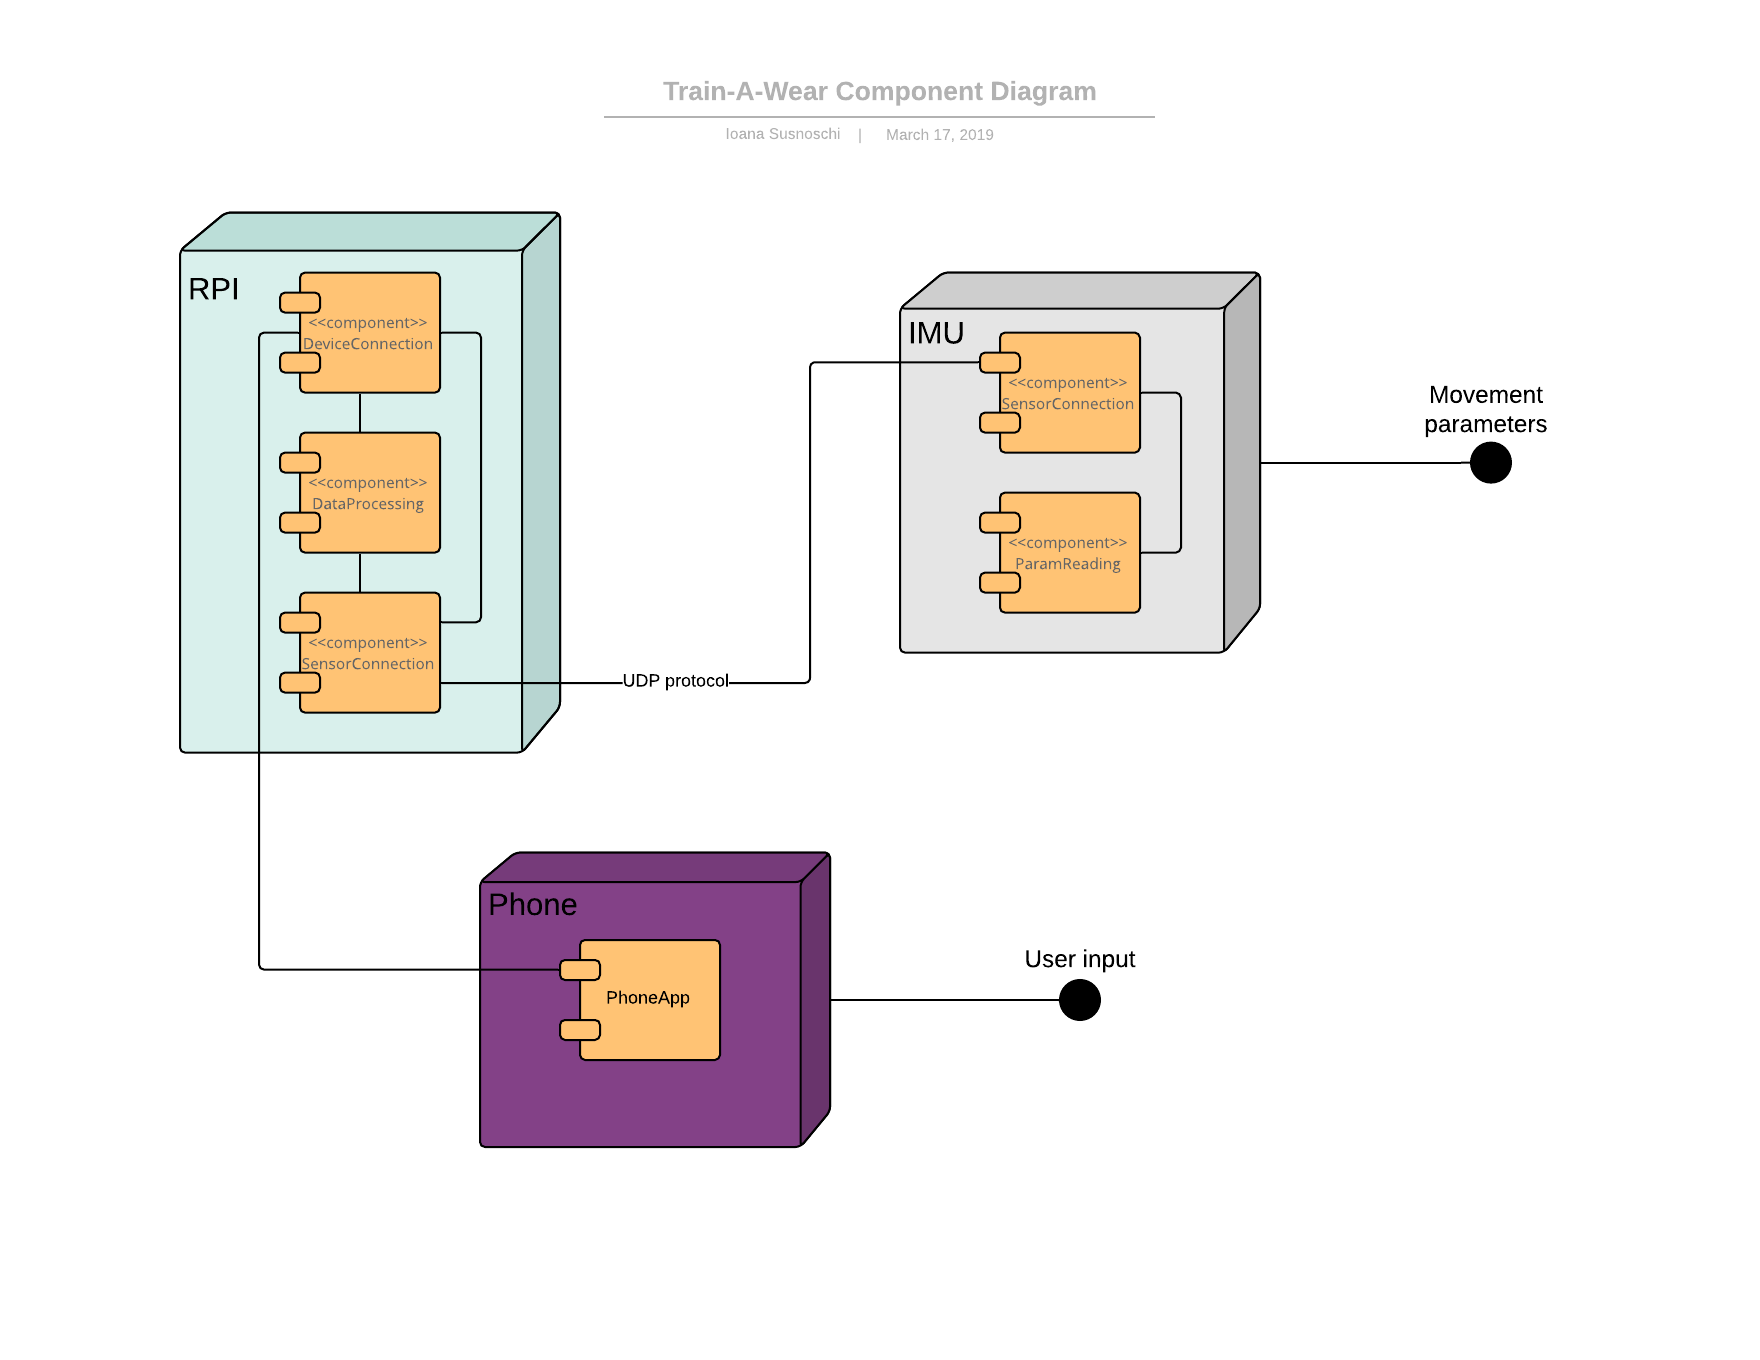 Train-A-Wear Component Diagram
Ioana Susnoschi | March 17, 2019
RPI
<<component>>
DeviceConnection
<<component>>
DataProcessing
<<component>>
SensorConnection
UDP protocol
IMU
<<component>>
SensorConnection
<<component>>
ParamReading
Movement
parameters
Phone
PhoneApp
User input